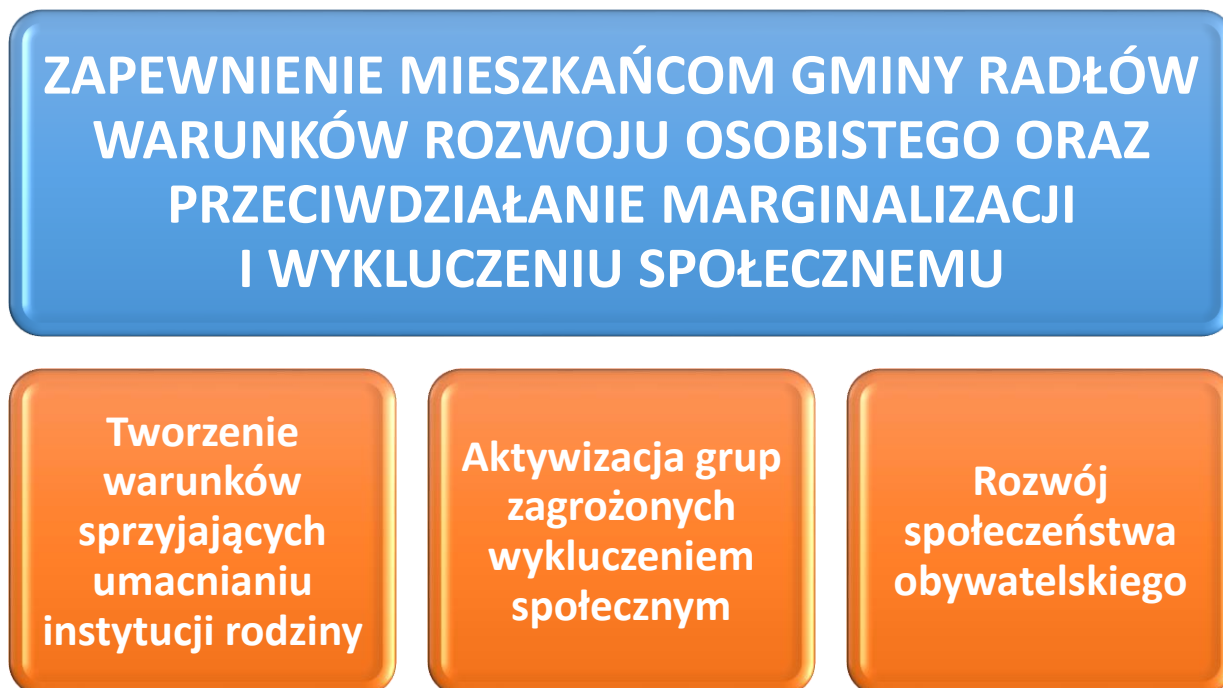 ZAPEWNIENIE MIESZKAŃCOM GMINY RADŁÓW
WARUNKÓW ROZWOJU OSOBISTEGO ORAZ
PRZECIWDZIAŁANIE MARGINALIZACJI
I WYKLUCZENIU SPOŁECZNEMU
Tworzenie
warunków
sprzyjających
umacnianiu
instytucji rodziny
Aktywizacja grup
zagrożonych
wykluczeniem
społecznym
Rozwój
społeczeństwa
obywatelskiego